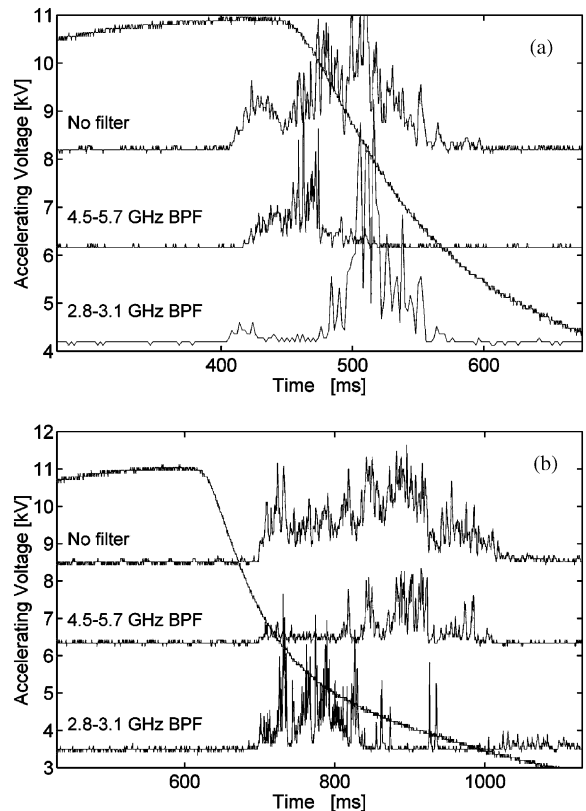 11
10
9
8
7
6
5
4
Accelerating Voltage [kV]
(a)
No filter
4.5-5.7 GHz BPF
2.8-3.1 GHz BPF
400
500
600
Time [ms]
12
11
10
9
8
7
6
5
4
3
Accelerating Voltage [kV]
(b)
No filter
4.5-5.7 GHz BPF
2.8-3.1 GHz BPF
600
800
1000
Time [ms]